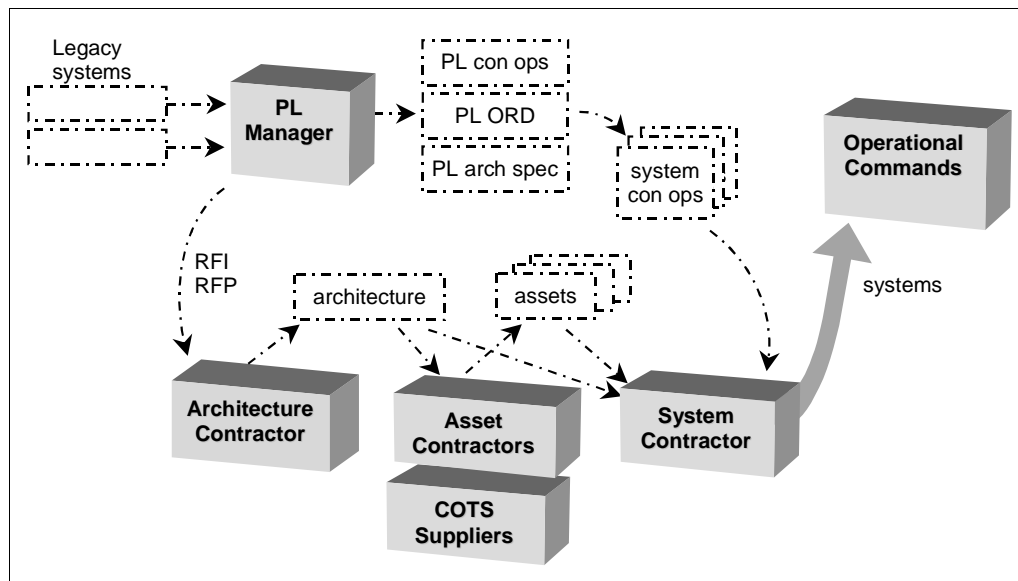 Legacy
systems
PL
Manager
PL con ops
PL ORD
PL arch spec
system
con ops
Operational
Commands
RFI
RFP
architecture
assets
systems
Architecture
Contractor
Asset
Contractors
System
Contractor
COTS
Suppliers